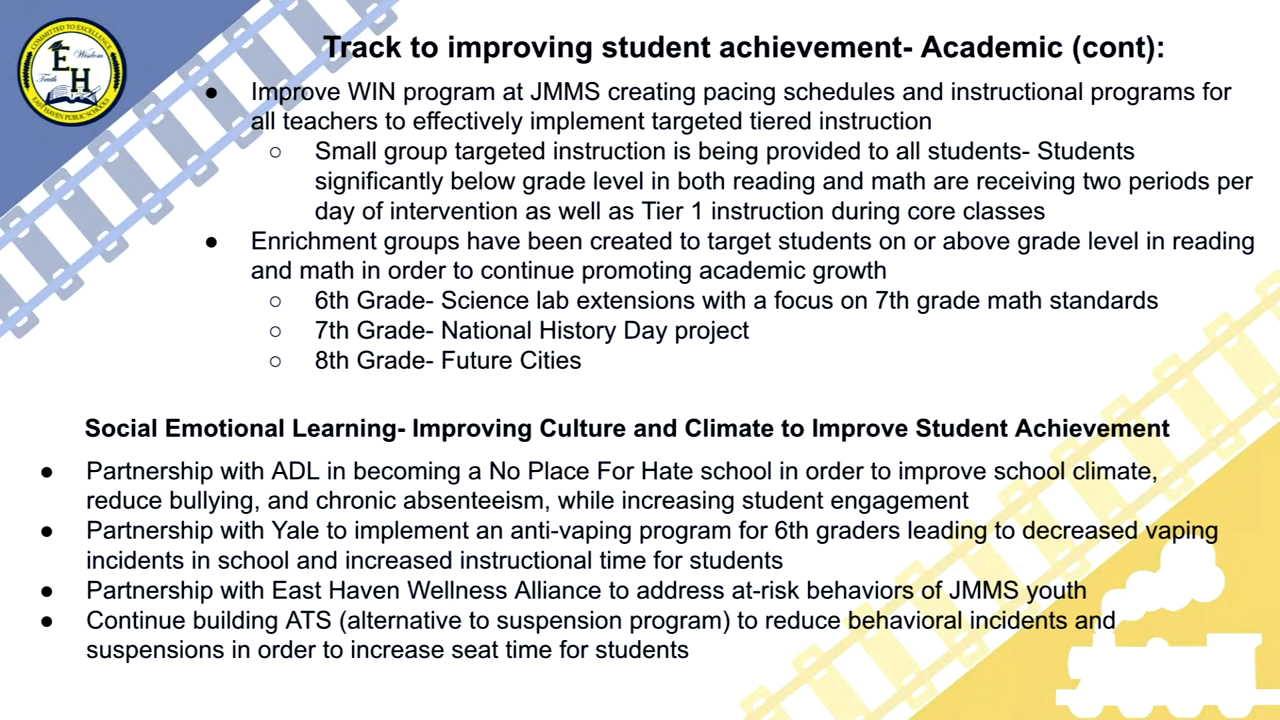 COMMITTED TO EXCELLENCE
E H
Wisdom
Truth
EAST HAVEN PUBLIC SCHOOLS
Track to improving student achievement- Academic (cont):
● Improve WIN program at JMMS creating pacing schedules and instructional programs for
all teachers to effectively implement targeted tiered instruction
○ Small group targeted instruction is being provided to all students- Students
significantly below grade level in both reading and math are receiving two periods per
day of intervention as well as Tier 1 instruction during core classes
● Enrichment groups have been created to target students on or above grade level in reading
and math in order to continue promoting academic growth
○ 6th Grade- Science lab extensions with a focus on 7th grade math standards
○ 7th Grade- National History Day project
○ 8th Grade- Future Cities
Social Emotional Learning- Improving Culture and Climate to Improve Student Achievement
● Partnership with ADL in becoming a No Place For Hate school in order to improve school climate,
reduce bullying, and chronic absenteeism, while increasing student engagement
● Partnership with Yale to implement an anti-vaping program for 6th graders leading to decreased vaping
incidents in school and increased instructional time for students
● Partnership with East Haven Wellness Alliance to address at-risk behaviors of JMMS youth
● Continue building ATS (alternative to suspension program) to reduce behavioral incidents and
suspensions in order to increase seat time for students